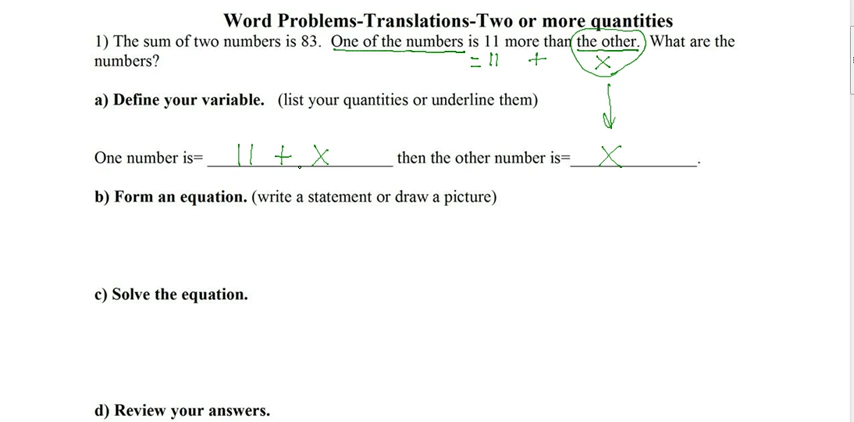 Word Problems-Translations-Two or more quantities
1) The sum of two numbers is 83. One of the numbers is 11 more than the other. What are the
= 11 + x
numbers?
a) Define your variable. (list your quantities or underline them)
One number is= 11 + x then the other number is= x .
b) Form an equation. (write a statement or draw a picture)
c) Solve the equation.
d) Review your answers.